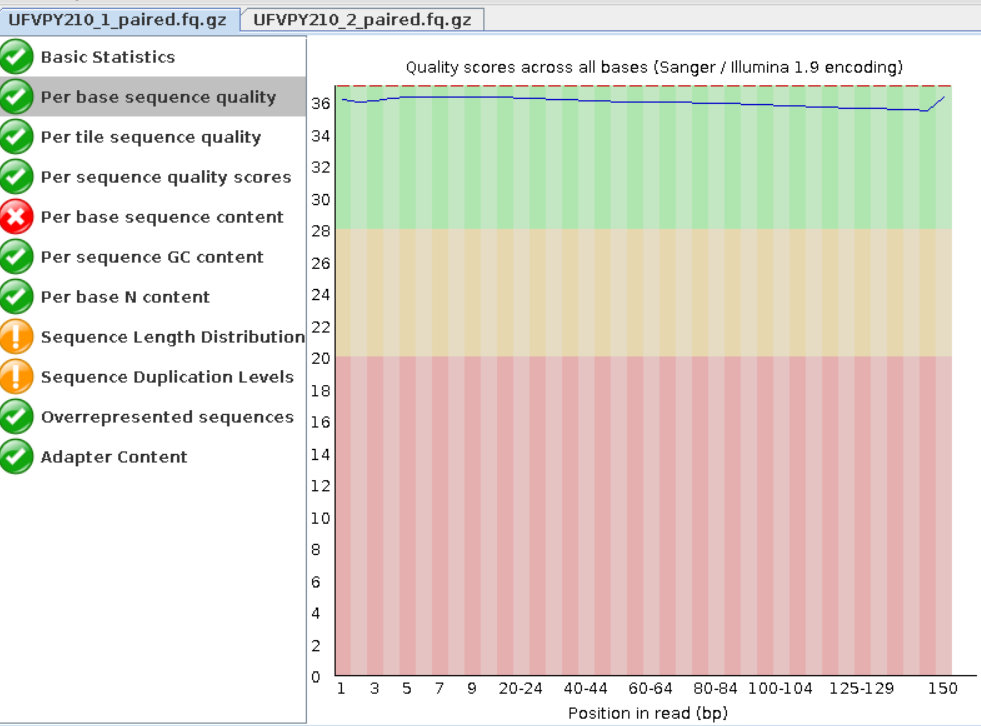 UFVPY210_1_paired.fq.gz UFVPY210_2_paired.fq.gz
Basic Statistics
Per base sequence quality
Per tile sequence quality
Per sequence quality scores
Per base sequence content
Per sequence GC content
Per base N content
Sequence Length Distribution
Sequence Duplication Levels
Overrepresented sequences
Adapter Content
Quality scores across all bases (Sanger / Illumina 1.9 encoding)
36
34
32
30
28
26
24
22
20
18
16
14
12
10
8
6
4
2
0
1 3 5 7 9 20-24 40-44 60-64 80-84 100-104 125-129 150
Position in read (bp)